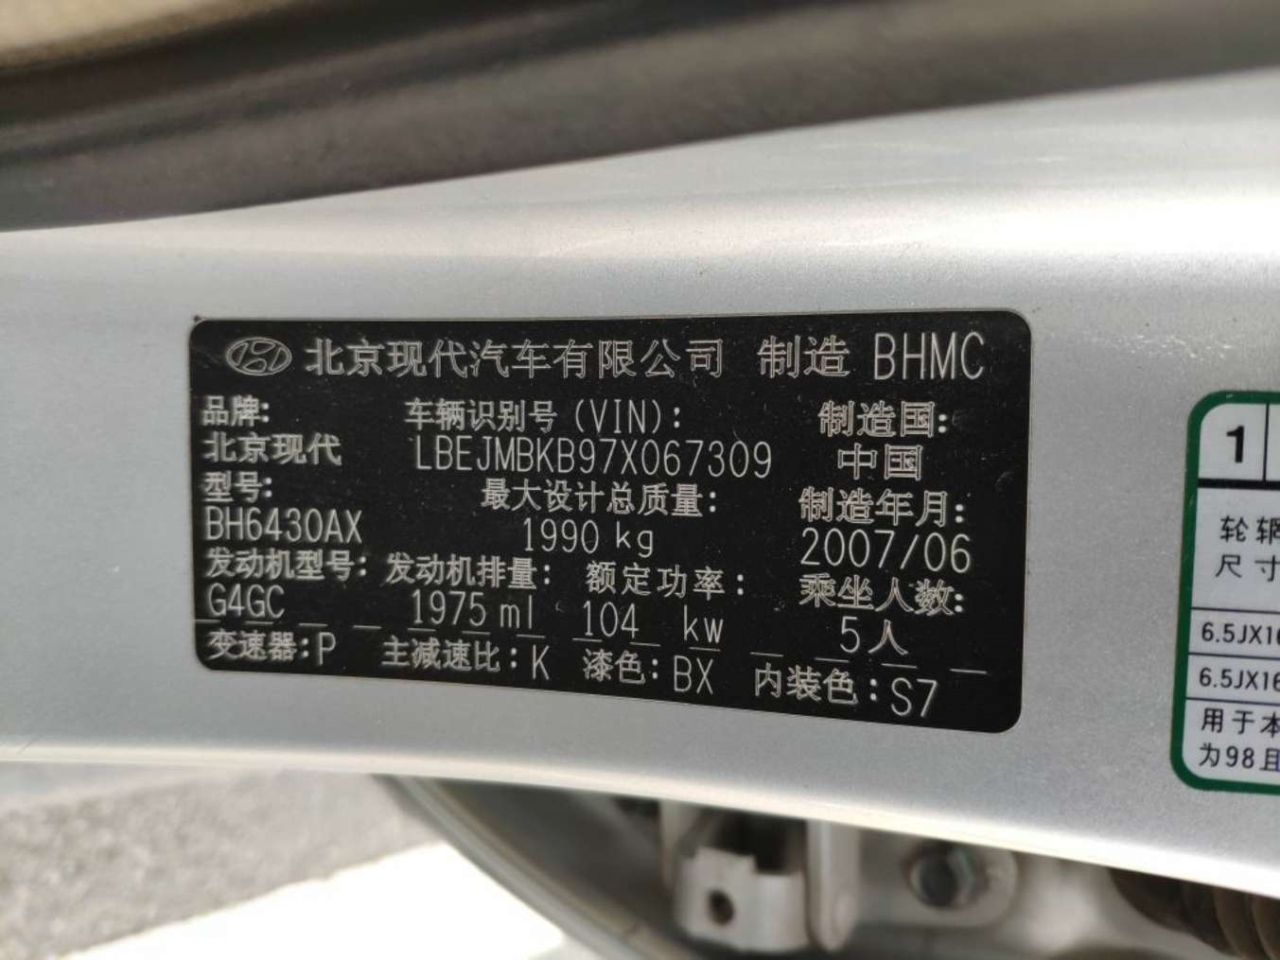 北京现代汽车有限公司 制造 BHMC
品牌: 车辆识别号(VIN): 制造国:
北京现代 LBEJMBKB97X067309 中国
型号: 最大设计总质量: 制造年月:
BH6430AX 1990 kg 2007/06
发动机型号: 发动机排量: 额定功率: 乘坐人数:
G4GC 1975 ml 104 kw 5人
变速器:P 主减速比:K 漆色:BX 内装色:S7
1
轮辋
尺寸
6.5JX16
6.5JX16
用于本
为98且